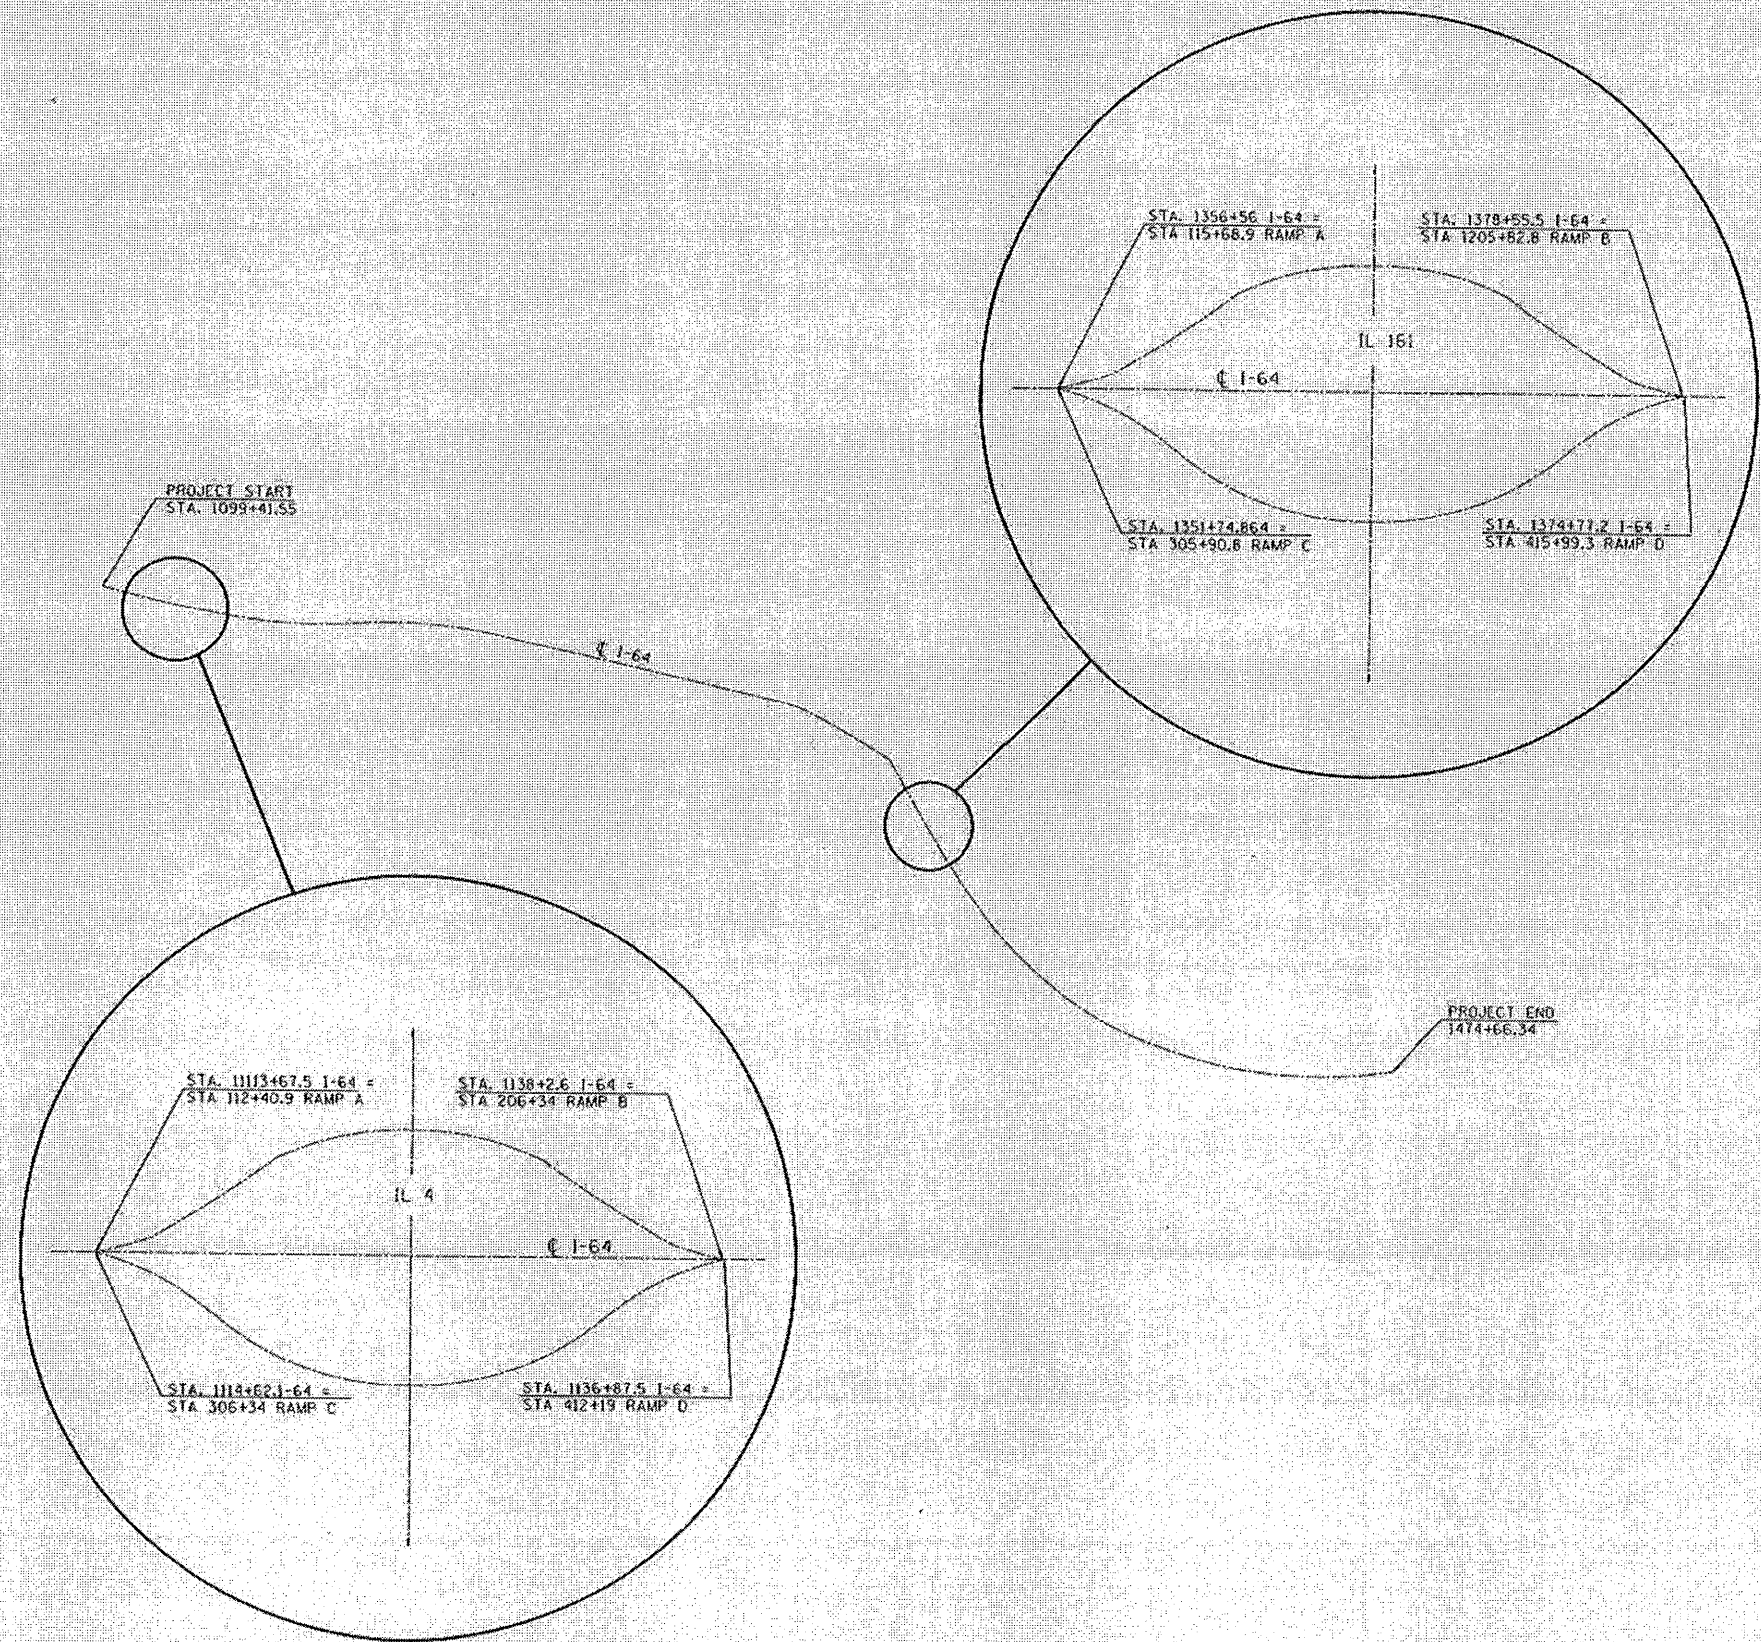 STA. 1356+56 I-64 =
STA 115+68.9 RAMP A
STA. 1378+55.5 I-64 =
STA 1205+82.8 RAMP B
IL 161
℄ I-64
STA. 1351+74.864 =
STA 305+90.8 RAMP C
STA. 1374+77.2 I-64 =
STA 415+99.3 RAMP D
PROJECT START
STA. 1099+41.55
℄ I-64
PROJECT END
1474+66.34
STA. 11113+67.5 I-64 =
STA 112+40.9 RAMP A
STA. 1138+2.6 I-64 =
STA 206+34 RAMP B
IL 4
℄ I-64
STA. 1114+62.I-64 =
STA 306+34 RAMP C
STA. 1136+87.5 I-64 =
STA 412+19 RAMP D